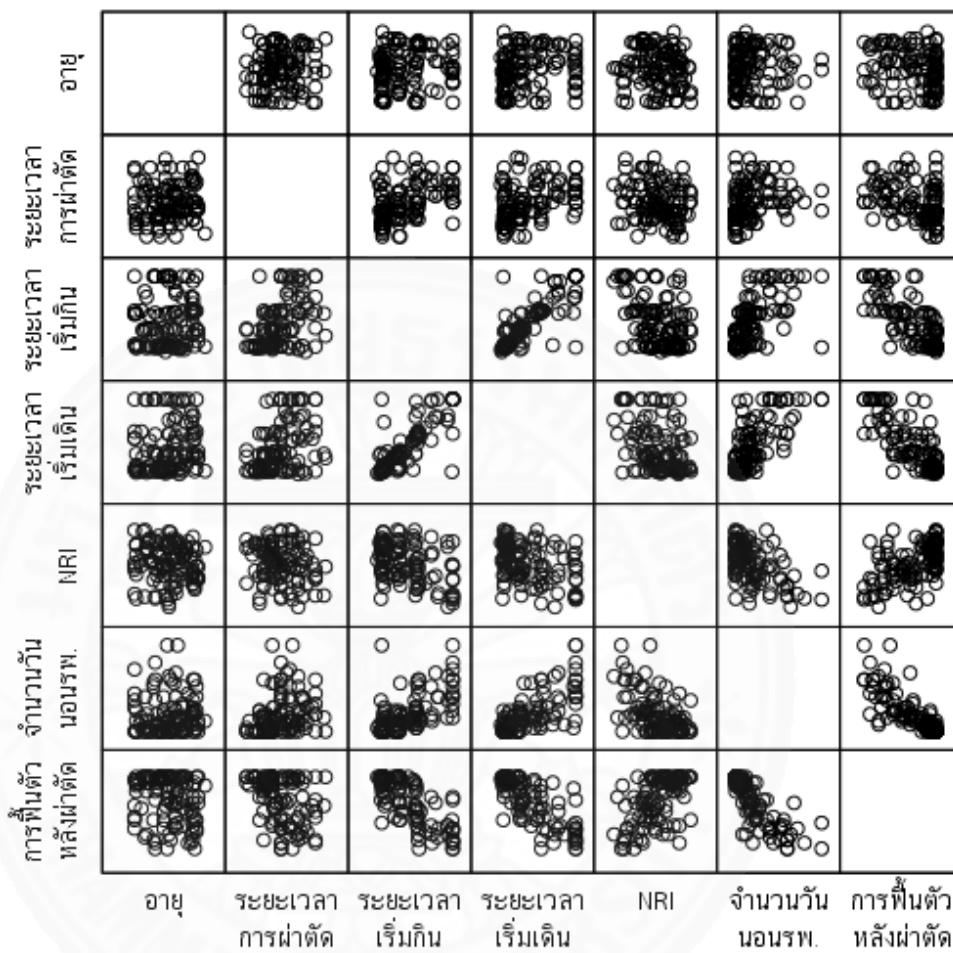 อายุ
ระยะเวลา
การผ่าตัด
ระยะเวลา
เริ่มกิน
ระยะเวลา
เริ่มเดิน
NRI
จำนวนวัน
นอนรพ.
การฟื้นตัว
หลังผ่าตัด
อายุ
ระยะเวลา
การผ่าตัด
ระยะเวลา
เริ่มกิน
ระยะเวลา
เริ่มเดิน
NRI
จำนวนวัน
นอนรพ.
การฟื้นตัว
หลังผ่าตัด